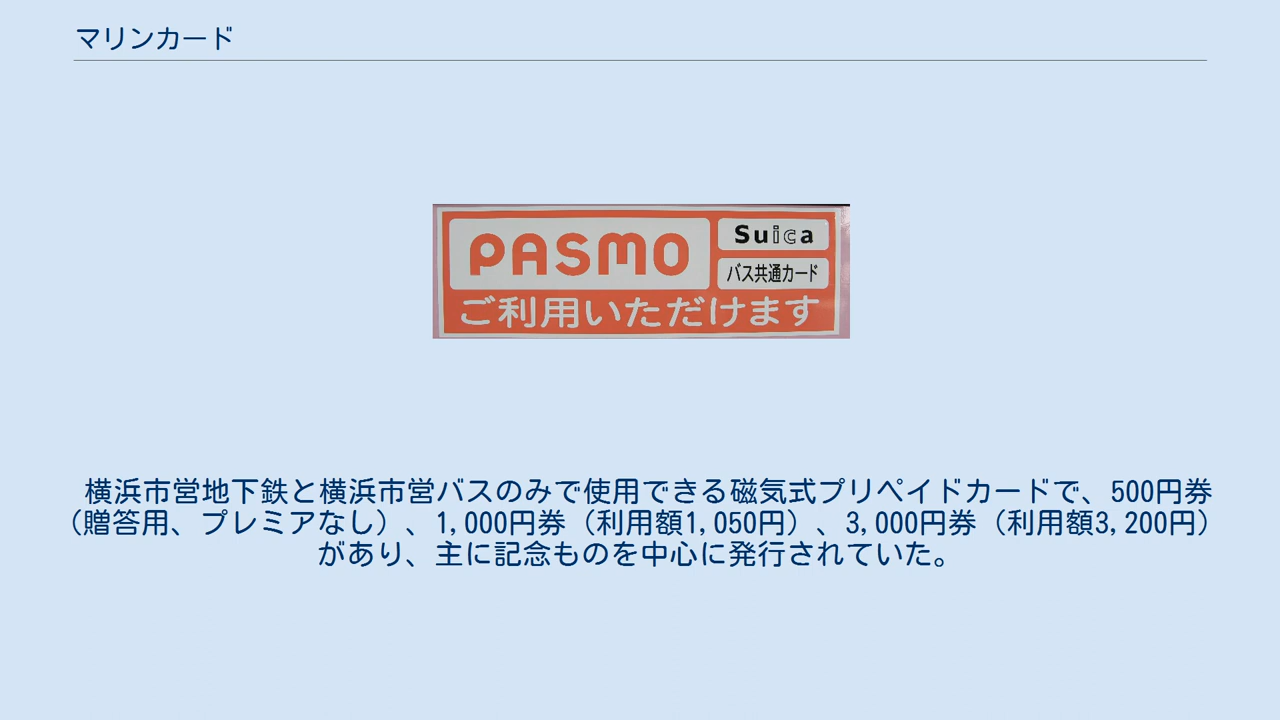 マリンカード
PASMO
Suica
バス共通カード
ご利用いただけます
横浜市営地下鉄と横浜市営バスのみで使用できる磁気式プリペイドカードで、500円券
（贈答用、プレミアなし）、1,000円券（利用額1,050円）、3,000円券（利用額3,200円）
があり、主に記念ものを中心に発行されていた。